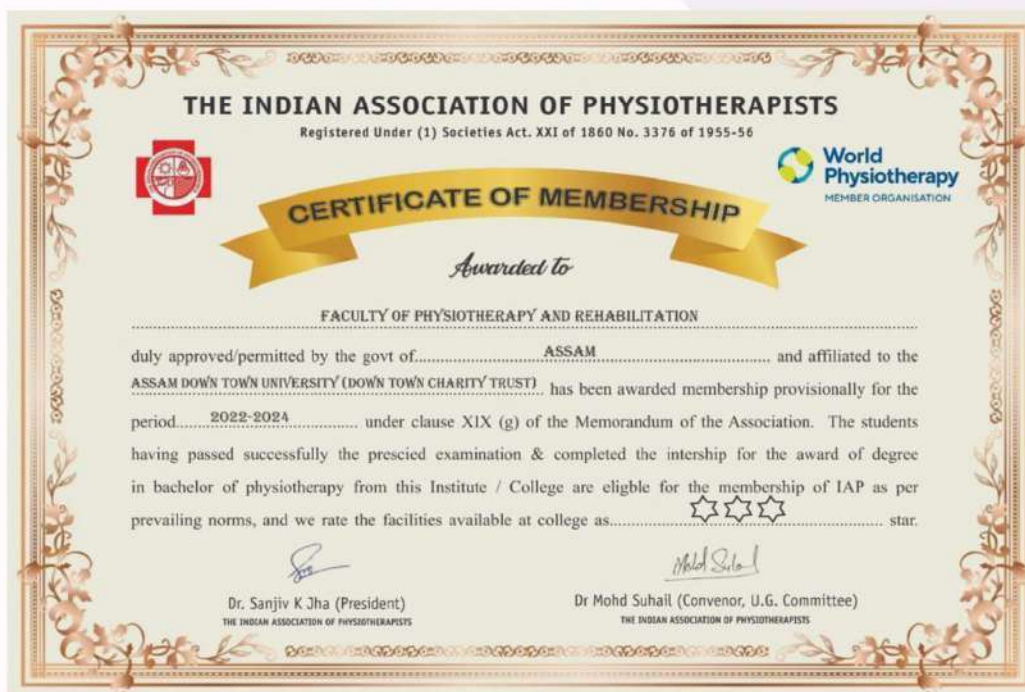 THE INDIAN ASSOCIATION OF PHYSIOTHERAPISTS
Registered Under (1) Societies Act. XXI of 1860 No. 3376 of 1955-56
World
Physiotherapy
MEMBER ORGANISATION
CERTIFICATE OF MEMBERSHIP
Awarded to
FACULTY OF PHYSIOTHERAPY AND REHABILITATION
duly approved/permitted by the govt of ASSAM and affiliated to the
ASSAM DOWN TOWN UNIVERSITY (DOWN TOWN CHARITY TRUST) has been awarded membership provisionally for the
period 2022-2024 under clause XIX (g) of the Memorandum of the Association. The students
having passed successfully the prescied examination & completed the intership for the award of degree
in bachelor of physiotherapy from this Institute / College are eligble for the membership of IAP as per
prevailing norms, and we rate the facilities available at college as star.
Dr. Sanjiv K Jha (President)
THE INDIAN ASSOCIATION OF PHYSIOTHERAPISTS
Mohd Suhail
Dr Mohd Suhail (Convenor, U.G. Committee)
THE INDIAN ASSOCIATION OF PHYSIOTHERAPISTS